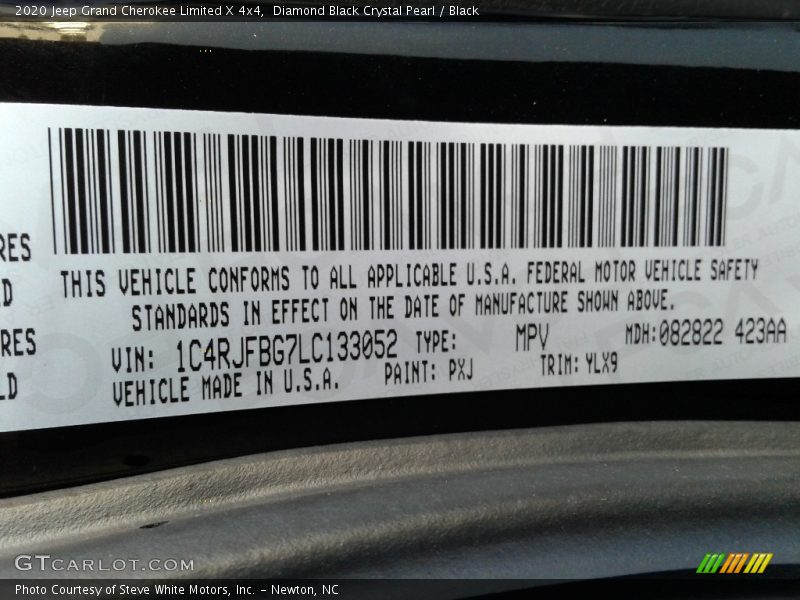 2020 Jeep Grand Cherokee Limited X 4x4, Diamond Black Crystal Pearl / Black
RES
D
RES
LD
THIS VEHICLE CONFORMS TO ALL APPLICABLE U.S.A. FEDERAL MOTOR VEHICLE SAFETY
STANDARDS IN EFFECT ON THE DATE OF MANUFACTURE SHOWN ABOVE.
VIN: 1C4RJFBG7LC133052 TYPE: MPV MDH:082822 423AA
VEHICLE MADE IN U.S.A. PAINT: PXJ TRIM: YLX9
GTCARLOT.COM
Photo Courtesy of Steve White Motors, Inc. – Newton, NC